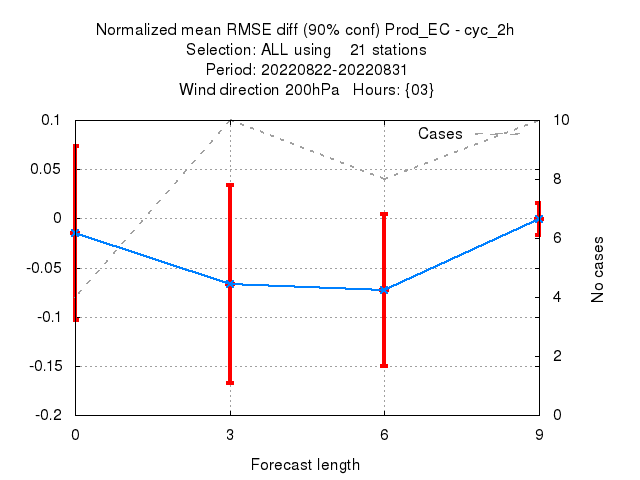 Normalized mean RMSE diff (90% conf) Prod_EC - cyc_2h
Selection: ALL using    21 stations
Period: 20220822-20220831
Wind direction 200hPa   Hours: {03}
0.1
0.05
0
-0.05
-0.1
-0.15
-0.2
Cases
10
8
6
4
2
0
No cases
0
3
6
9
Forecast length